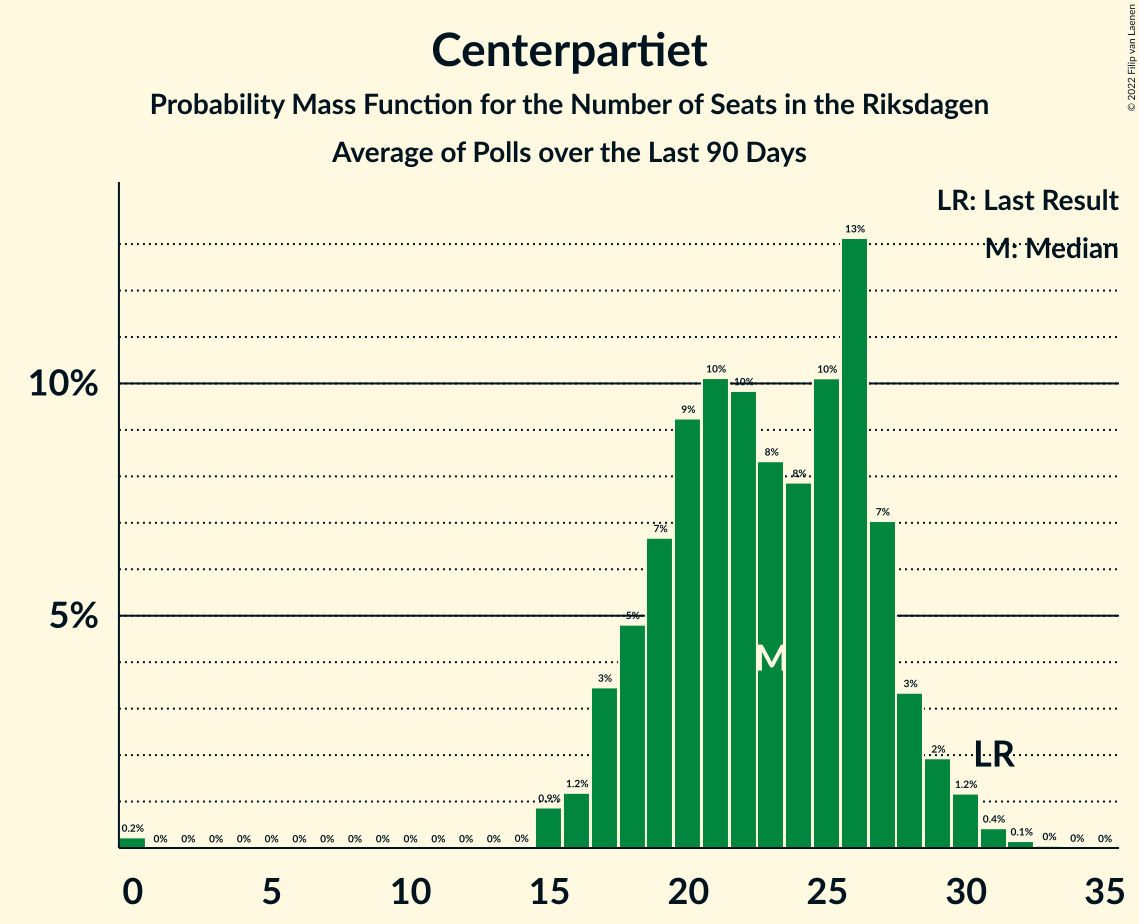 Centerpartiet
Probability Mass Function for the Number of Seats in the Riksdagen
Average of Polls over the Last 90 Days
© 2022 Filip van Laenen
LR: Last Result
M: Median
10%
5%
0.2% 0% 0% 0% 0% 0% 0% 0% 0% 0% 0% 0% 0% 0% 0% 0.9% 1.2% 3% 5% 7% 9% 10% 10% 8% 8% 10% 13% 7% 3% 2% 1.2% 0.4% 0.1% 0% 0% 0%
M
LR
0 5 10 15 20 25 30 35